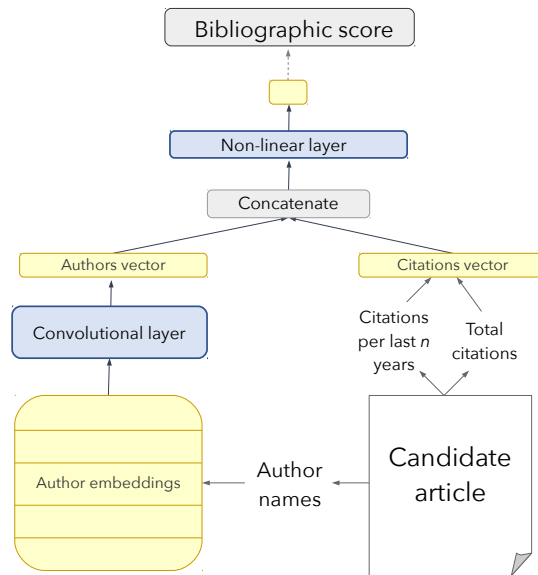 Bibliographic score
Non-linear layer
Concatenate
Authors vector
Citations vector
Convolutional layer
Citations
per last n
years
Total
citations
Author embeddings
Author
names
Candidate
article